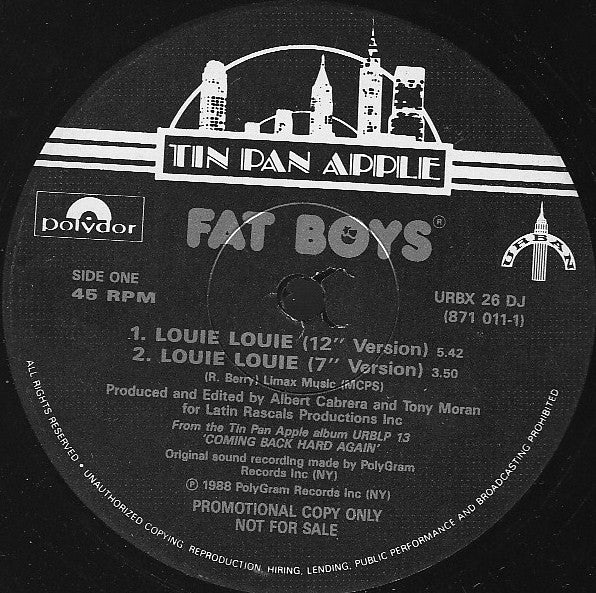 TIN PAN APPLE
polydor
FAT BOYS®
URBAN
SIDE ONE
45 RPM
URBX 26 DJ
(871 011-1)
1. LOUIE LOUIE (12" Version) 5.42
2. LOUIE LOUIE (7" Version) 3.50
(R. Berry) Limax Music (MCPS)
Produced and Edited by Albert Cabrera and Tony Moran
for Latin Rascals Productions Inc
From the Tin Pan Apple album URBLP 13
'COMING BACK HARD AGAIN'
Original sound recording made by PolyGram
Records Inc (NY)
℗ 1988 PolyGram Records Inc (NY)
PROMOTIONAL COPY ONLY
NOT FOR SALE
ALL RIGHTS RESERVED • UNAUTHORIZED COPYING, REPRODUCTION, HIRING, LENDING, PUBLIC PERFORMANCE AND BROADCASTING PROHIBITED